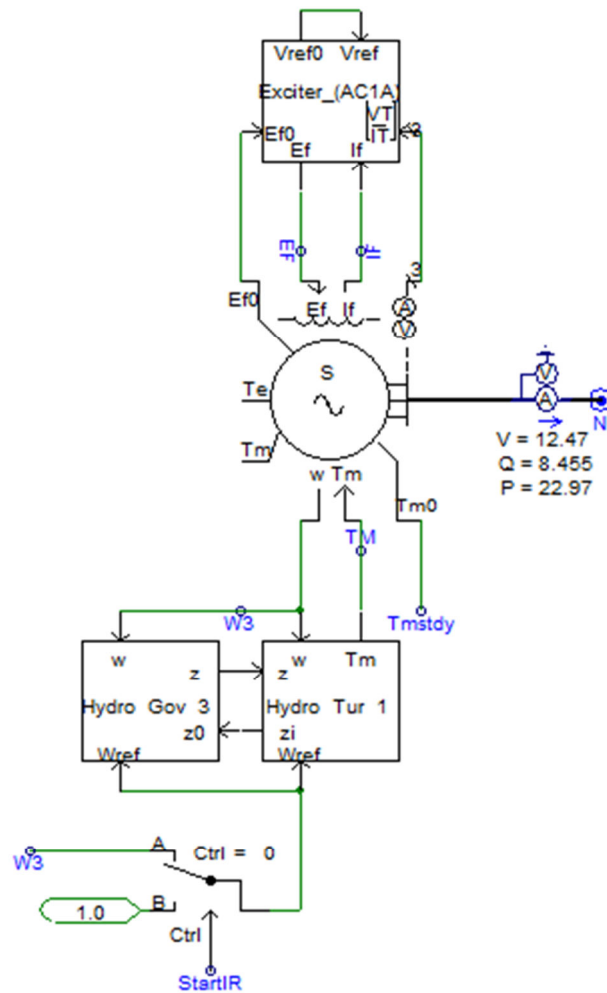 Vref0 Vref
Exciter_(AC1A)
VT
IT
3
Ef0
Ef If
EF
IF
3
Ef0
Ef If
A
V
S
Te
Tm
w Tm
Tm0
V
A
N
V = 12.47
Q = 8.455
P = 22.97
TM
W3
Tmstdy
w
z
z
w Tm
Hydro Gov 3
Hydro Tur 1
z0
zi
Wref
Wref
A
Ctrl = 0
W3
B
1.0
Ctrl
StartIR